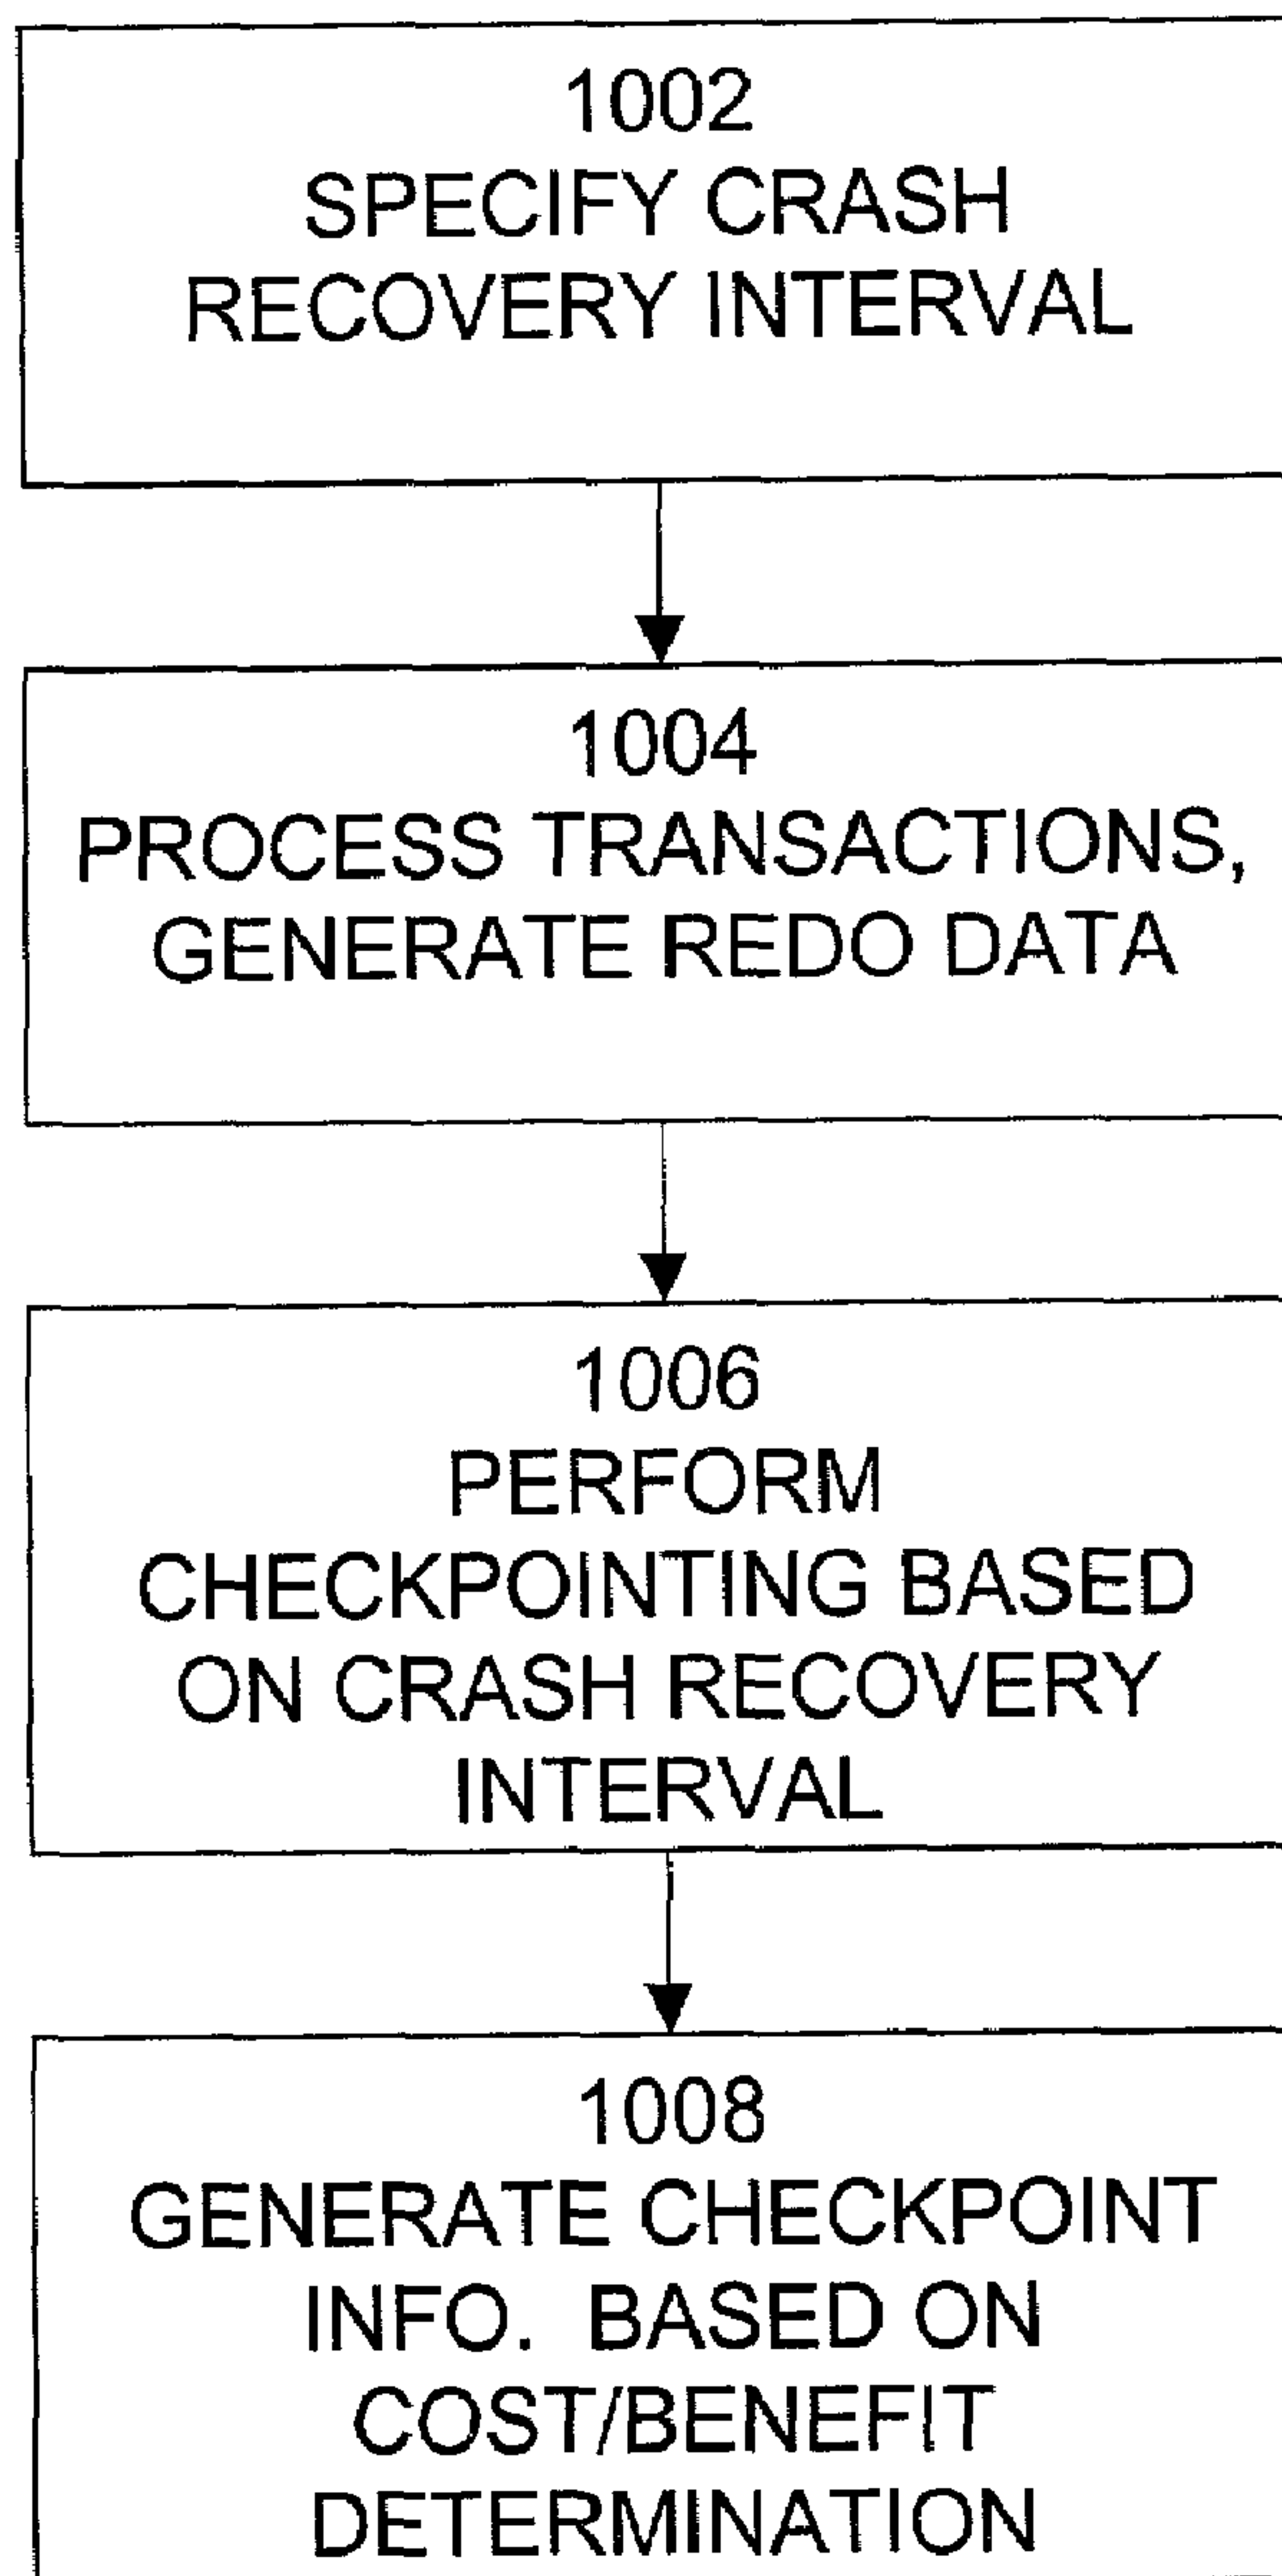 1002
SPECIFY CRASH
RECOVERY INTERVAL
1004
PROCESS TRANSACTIONS,
GENERATE REDO DATA
1006
PERFORM
CHECKPOINTING BASED
ON CRASH RECOVERY
INTERVAL
1008
GENERATE CHECKPOINT
INFO. BASED ON
COST/BENEFIT
DETERMINATION